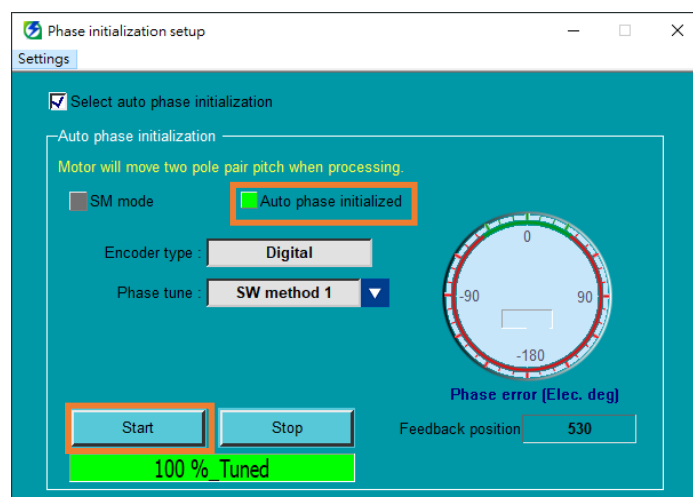 Phase initialization setup
Settings
Select auto phase initialization
Auto phase initialization
Motor will move two pole pair pitch when processing.
SM mode
Auto phase initialized
Encoder type :
Digital
Phase tune :
SW method 1
0
-90
90
-180
Phase error (Elec. deg)
Start
Stop
Feedback position
530
100 %_Tuned